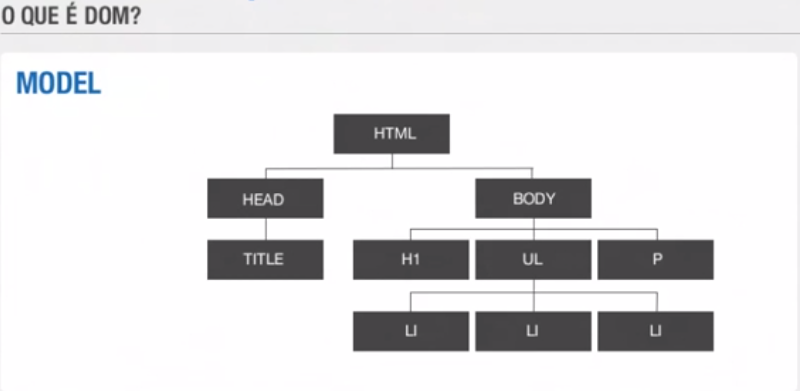 O QUE É DOM?
MODEL
HTML
HEAD
BODY
TITLE
H1
UL
P
LI
LI
LI